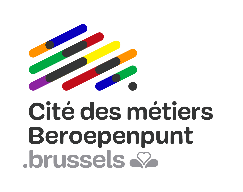 Cité des métiers
Beroepenpunt
.brussels